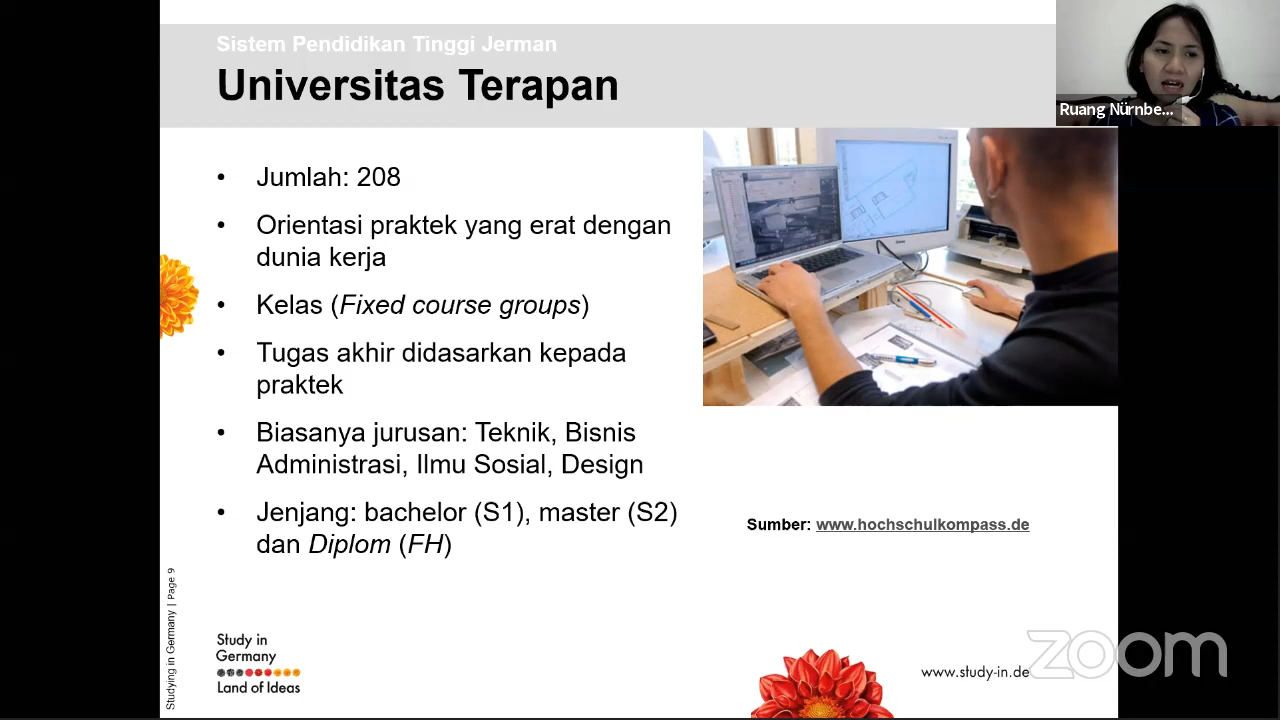 Sistem Pendidikan Tinggi Jerman
Universitas Terapan
Ruang Nürnbe...
• Jumlah: 208
• Orientasi praktek yang erat dengan
dunia kerja
• Kelas (Fixed course groups)
• Tugas akhir didasarkan kepada
praktek
• Biasanya jurusan: Teknik, Bisnis
Administrasi, Ilmu Sosial, Design
• Jenjang: bachelor (S1), master (S2)
dan Diplom (FH)
Sumber: www.hochschulkompass.de
Studying in Germany | Page 9
Study in
Germany
Land of Ideas
www.study-in.de
zoom